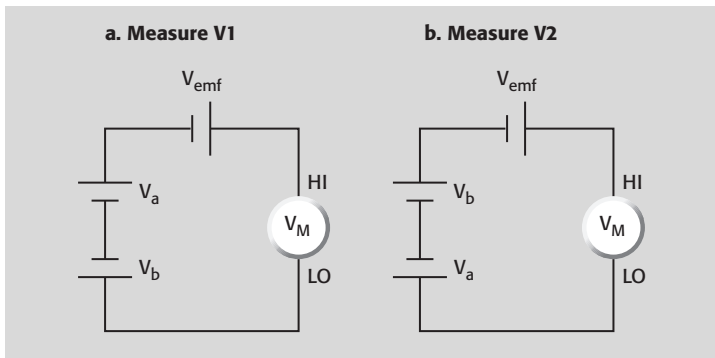 a. Measure V1
b. Measure V2
Vemf
Vemf
Va
HI
VM
Vb
LO
Vb
HI
VM
Va
LO